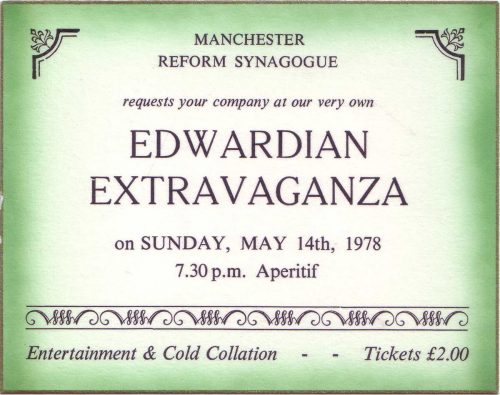 MANCHESTER
REFORM SYNAGOGUE
requests your company at our very own
EDWARDIAN
EXTRAVAGANZA
on SUNDAY, MAY 14th, 1978
7.30 p.m. Aperitif
Entertainment & Cold Collation - - Tickets £2.00